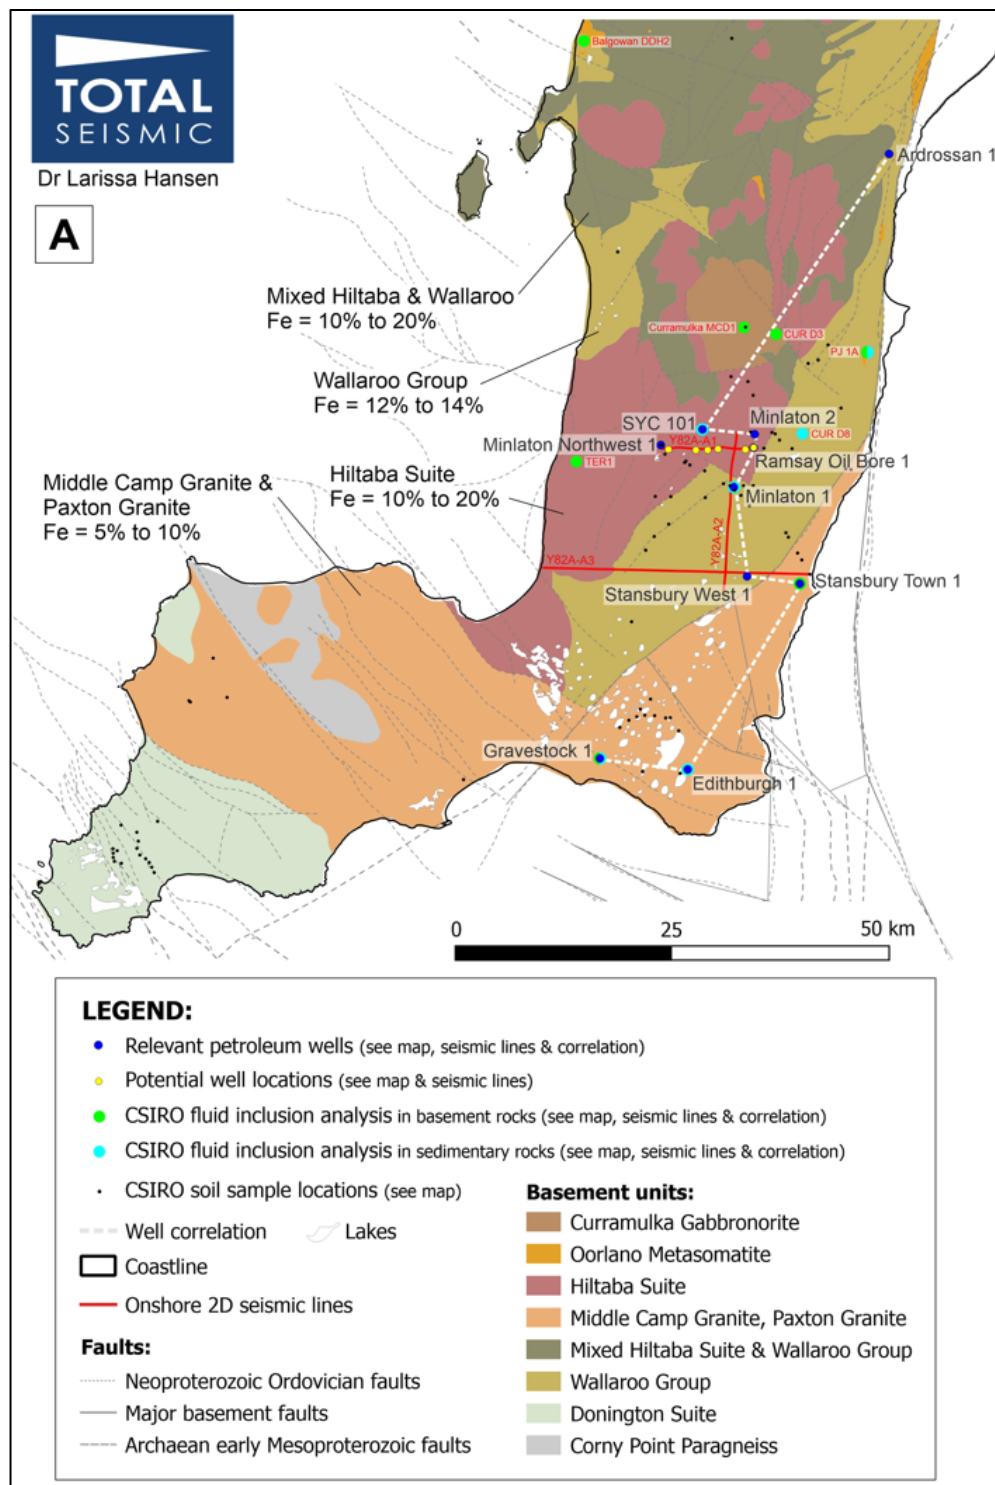 TOTAL
SEISMIC
Dr Larissa Hansen
A
Balgowan DDH2
Ardrossan 1
Mixed Hiltaba & Wallaroo
Fe = 10% to 20%
Curramulka MCD1
CUR D3
PJ 1A
Wallaroo Group
Fe = 12% to 14%
SYC 101
Minlaton 2
CUR D8
Minlaton Northwest 1
Y82A-A1
Ramsay Oil Bore 1
TER1
Hiltaba Suite
Fe = 10% to 20%
Minlaton 1
Middle Camp Granite &
Paxton Granite
Fe = 5% to 10%
Y82A-A2
Y82A-A3
Stansbury West 1
Stansbury Town 1
Gravestock 1
Edithburgh 1
0 25 50 km
LEGEND:
Relevant petroleum wells (see map, seismic lines & correlation)
Potential well locations (see map & seismic lines)
CSIRO fluid inclusion analysis in basement rocks (see map, seismic lines & correlation)
CSIRO fluid inclusion analysis in sedimentary rocks (see map, seismic lines & correlation)
CSIRO soil sample locations (see map)
Well correlation Lakes
Coastline
Onshore 2D seismic lines
Faults:
Neoproterozoic Ordovician faults
Major basement faults
Archaean early Mesoproterozoic faults
Basement units:
Curramulka Gabbronorite
Oorlano Metasomatite
Hiltaba Suite
Middle Camp Granite, Paxton Granite
Mixed Hiltaba Suite & Wallaroo Group
Wallaroo Group
Donington Suite
Corny Point Paragneiss